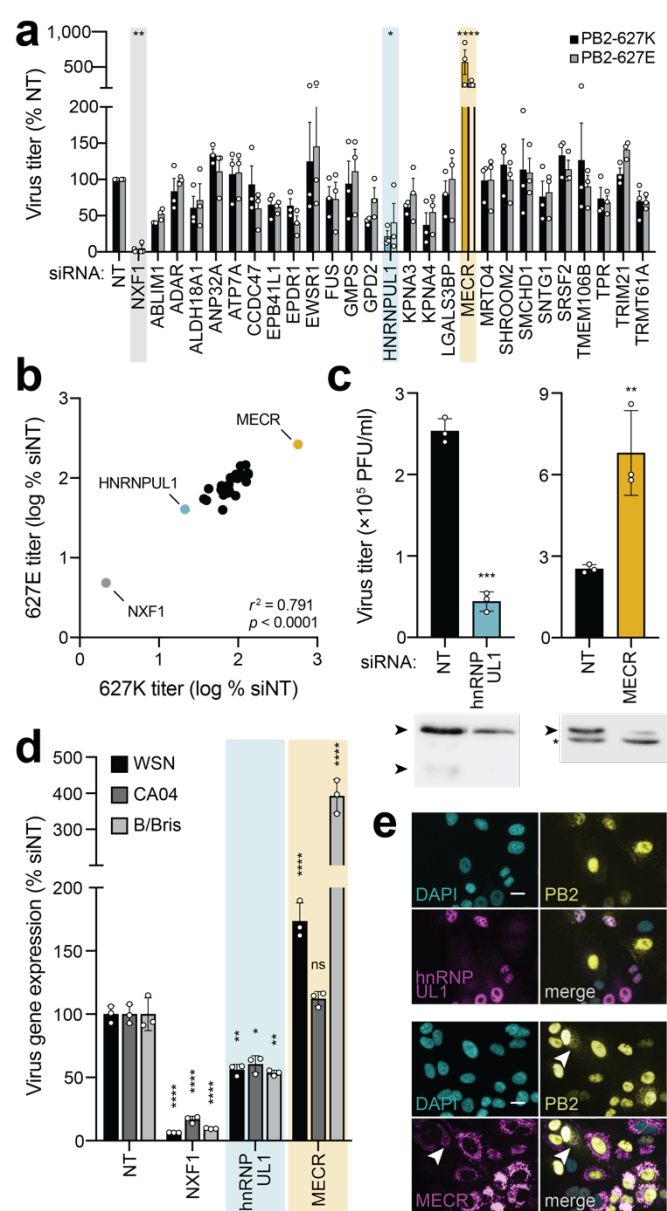 a
Virus titer (% NT)
1,000
500
150
100
50
0
** * ****
PB2-627K
PB2-627E
siRNA:
NT
NXF1
ABLIM1
ADAR
ALDH18A1
ANP32A
ATP7A
CCDC47
EPB41L1
EPDR1
EWSR1
FUS
GMPS
GPD2
HNRNPUL1
KPNA3
KPNA4
LGALS3BP
MECR
MRTO4
SHROOM2
SMCHD1
SNTG1
SRSF2
TMEM106B
TPR
TRIM21
TRMT61A
b
627E titer (log % siNT)
3
2
1
0
MECR
HNRNPUL1
NXF1
r² = 0.791
p < 0.0001
0 1 2 3
627K titer (log % siNT)
c
Virus titer (×10⁵ PFU/ml)
3
2
1
0
***
9
6
3
0
**
siRNA:
NT
hnRNP
UL1
NT
MECR
*
d
Virus gene expression (% siNT)
500
400
300
200
150
100
50
0
WSN
CA04
B/Bris
****
****
****
**
*
**
****
ns
****
NT
NXF1
hnRNP
UL1
MECR
e
DAPI
PB2
hnRNP
UL1
merge
DAPI
PB2
MECR
merge